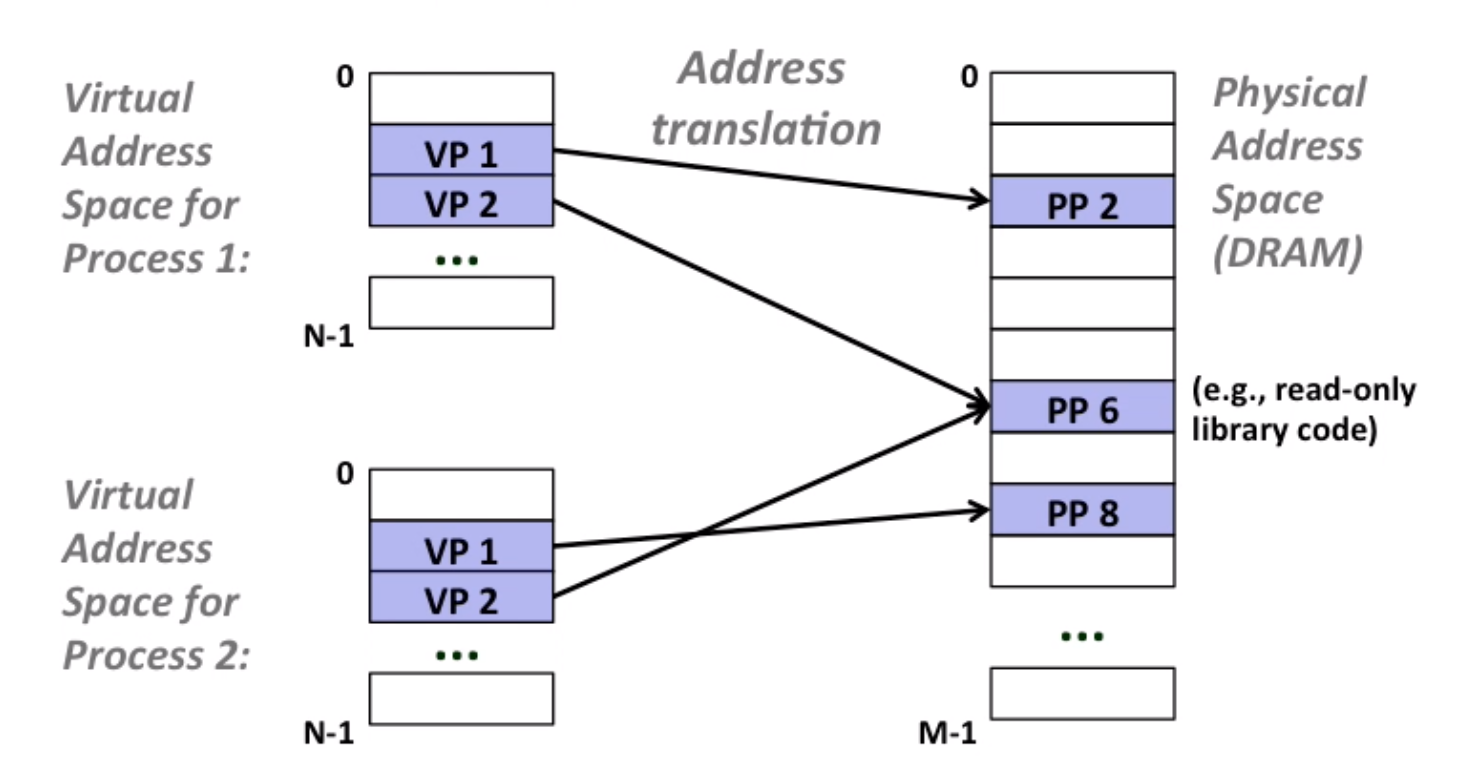 Virtual
Address
Space for
Process 1:
0
VP 1
VP 2
...
N-1
Address
translation
0
PP 2
PP 6
PP 8
...
M-1
Physical
Address
Space
(DRAM)
(e.g., read-only
library code)
Virtual
Address
Space for
Process 2:
0
VP 1
VP 2
...
N-1